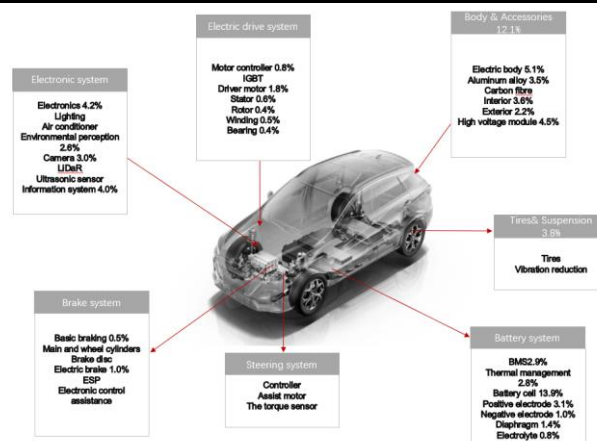 Electric drive system
Motor controller 0.8%
IGBT
Driver motor 1.8%
Stator 0.6%
Rotor 0.4%
Winding 0.5%
Bearing 0.4%
Body & Accessories
12.1%
Electric body 5.1%
Aluminum alloy 3.5%
Carbon fibre
Interior 3.6%
Exterior 2.2%
High voltage module 4.5%
Electronic system
Electronics 4.2%
Lighting
Air conditioner
Environmental perception
2.6%
Camera 3.0%
LiDaR
Ultrasonic sensor
Information system 4.0%
Tires& Suspension
3.8%
Tires
Vibration reduction
Brake system
Basic braking 0.5%
Main and wheel cylinders
Brake disc
Electric brake 1.0%
ESP
Electronic control
assistance
Steering system
Controller
Assist motor
The torque sensor
Battery system
BMS2.9%
Thermal management
2.8%
Battery cell 13.9%
Positive electrode 3.1%
Negative electrode 1.0%
Diaphragm 1.4%
Electrolyte 0.8%